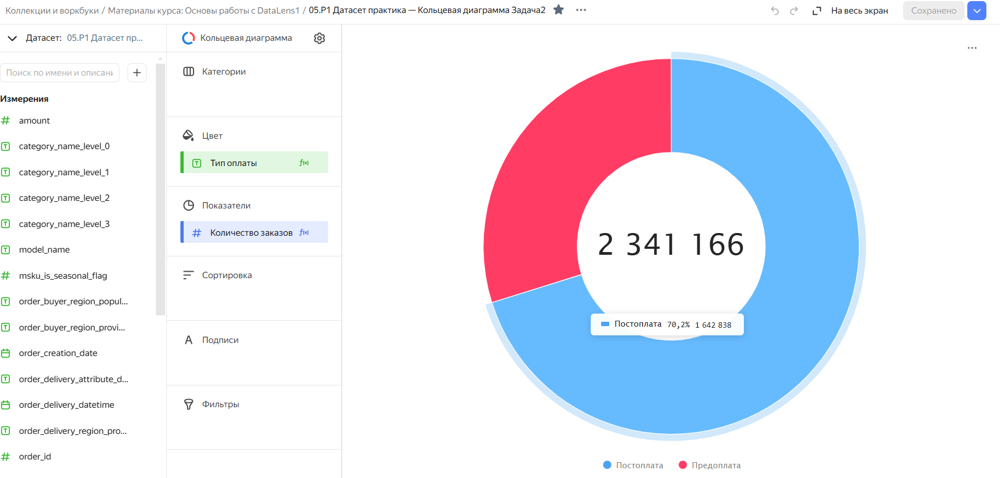 Коллекции и воркбуки / Материалы курса: Основы работы с DataLens1 / 05.P1 Датасет практика — Кольцевая диаграмма Задача2
На весь экран
Сохранено
Датасет: 05.P1 Датасет пр...
Поиск по имени и описани
Измерения
amount
category_name_level_0
category_name_level_1
category_name_level_2
category_name_level_3
model_name
msku_is_seasonal_flag
order_buyer_region_popul...
order_buyer_region_provi...
order_creation_date
order_delivery_attribute_d...
order_delivery_datetime
order_delivery_region_pro...
order_id
Кольцевая диаграмма
Категории
Цвет
Тип оплаты
Показатели
Количество заказов
Сортировка
Подписи
Фильтры
2 341 166
Постоплата 70,2% 1 642 838
Постоплата
Предоплата